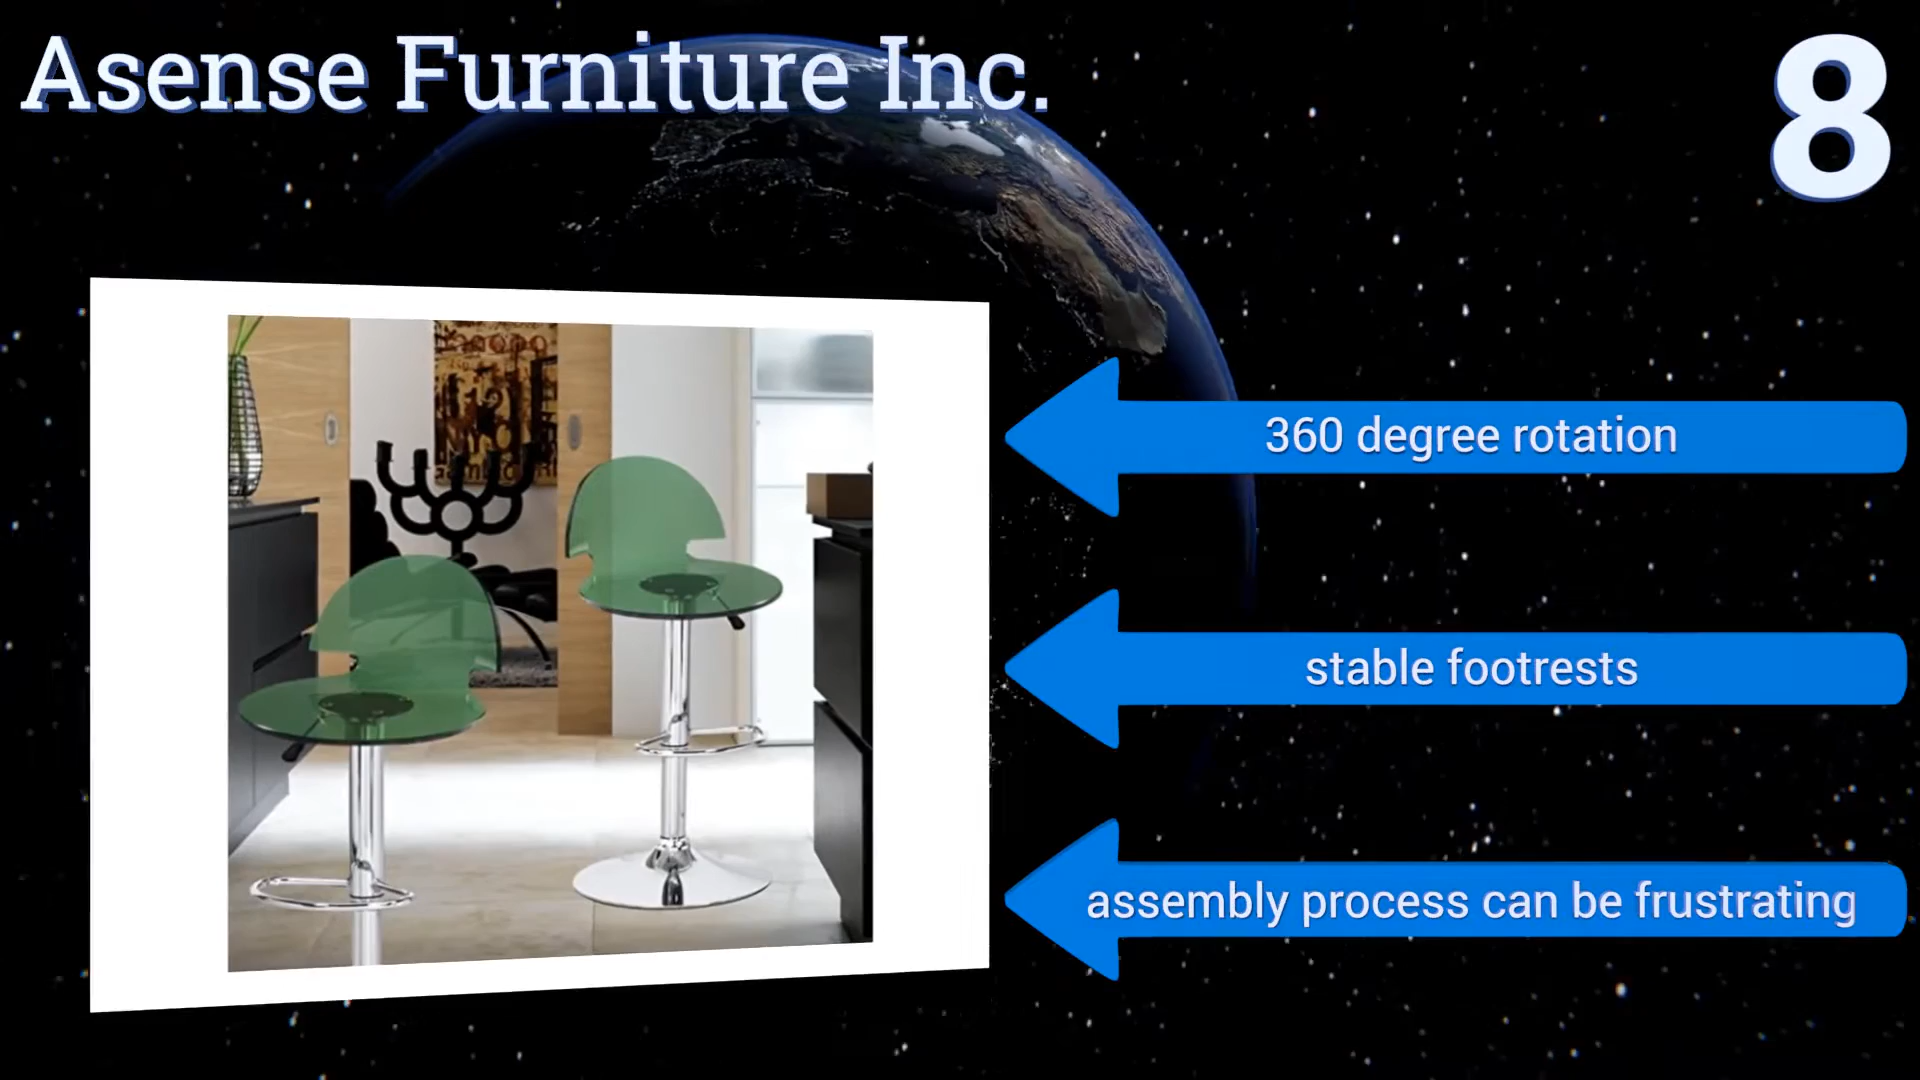 Asense Furniture Inc.
8
360 degree rotation
stable footrests
assembly process can be frustrating